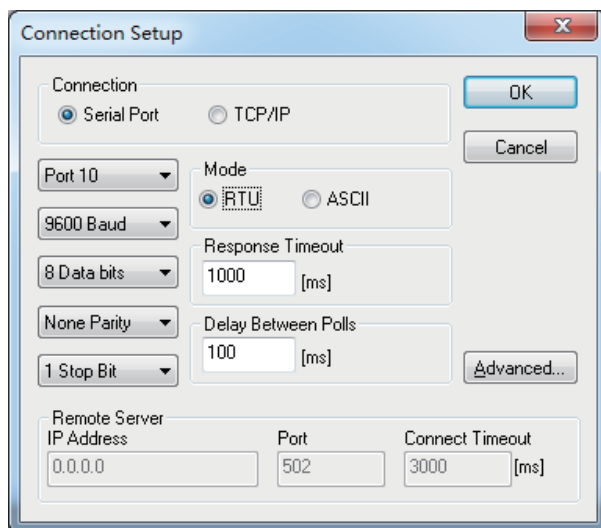 Connection Setup
Connection
Serial Port
TCP/IP
OK
Cancel
Port 10
9600 Baud
8 Data bits
None Parity
1 Stop Bit
Mode
RTU
ASCII
Response Timeout
1000 [ms]
Delay Between Polls
100 [ms]
Advanced...
Remote Server
IP Address
Port
Connect Timeout
0.0.0.0
502
3000 [ms]